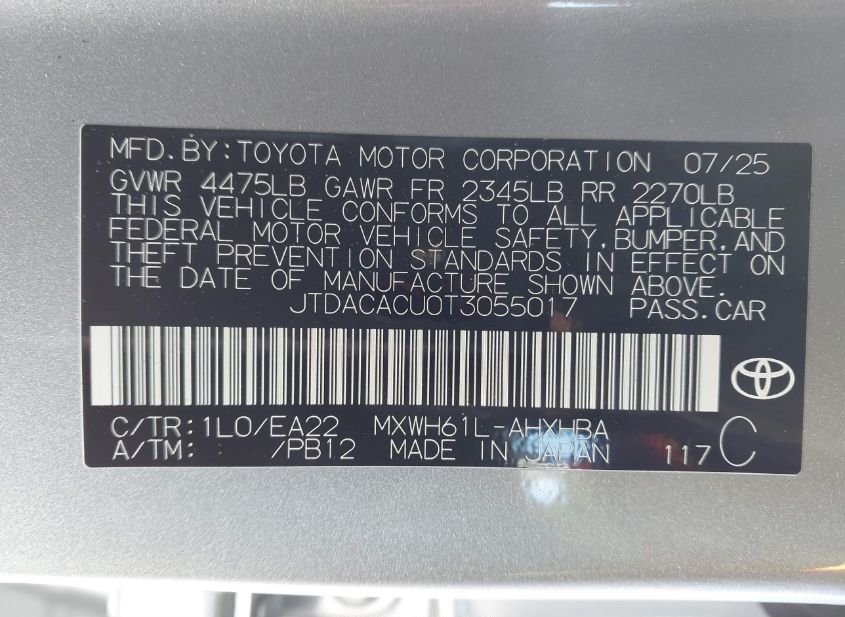 MFD.BY:TOYOTA MOTOR CORPORATION 07/25
GVWR 4475LB GAWR FR 2345LB RR 2270LB
THIS VEHICLE CONFORMS TO ALL APPLICABLE
FEDERAL MOTOR VEHICLE SAFETY,BUMPER,AND
THEFT PREVENTION STANDARDS IN EFFECT ON
THE DATE OF MANUFACTURE SHOWN ABOVE.
JTDACACU0T3055017 PASS.CAR
C/TR:1L0/EA22 MXWH61L-AHXHBA
A/TM: /PB12 MADE IN JAPAN 117 C